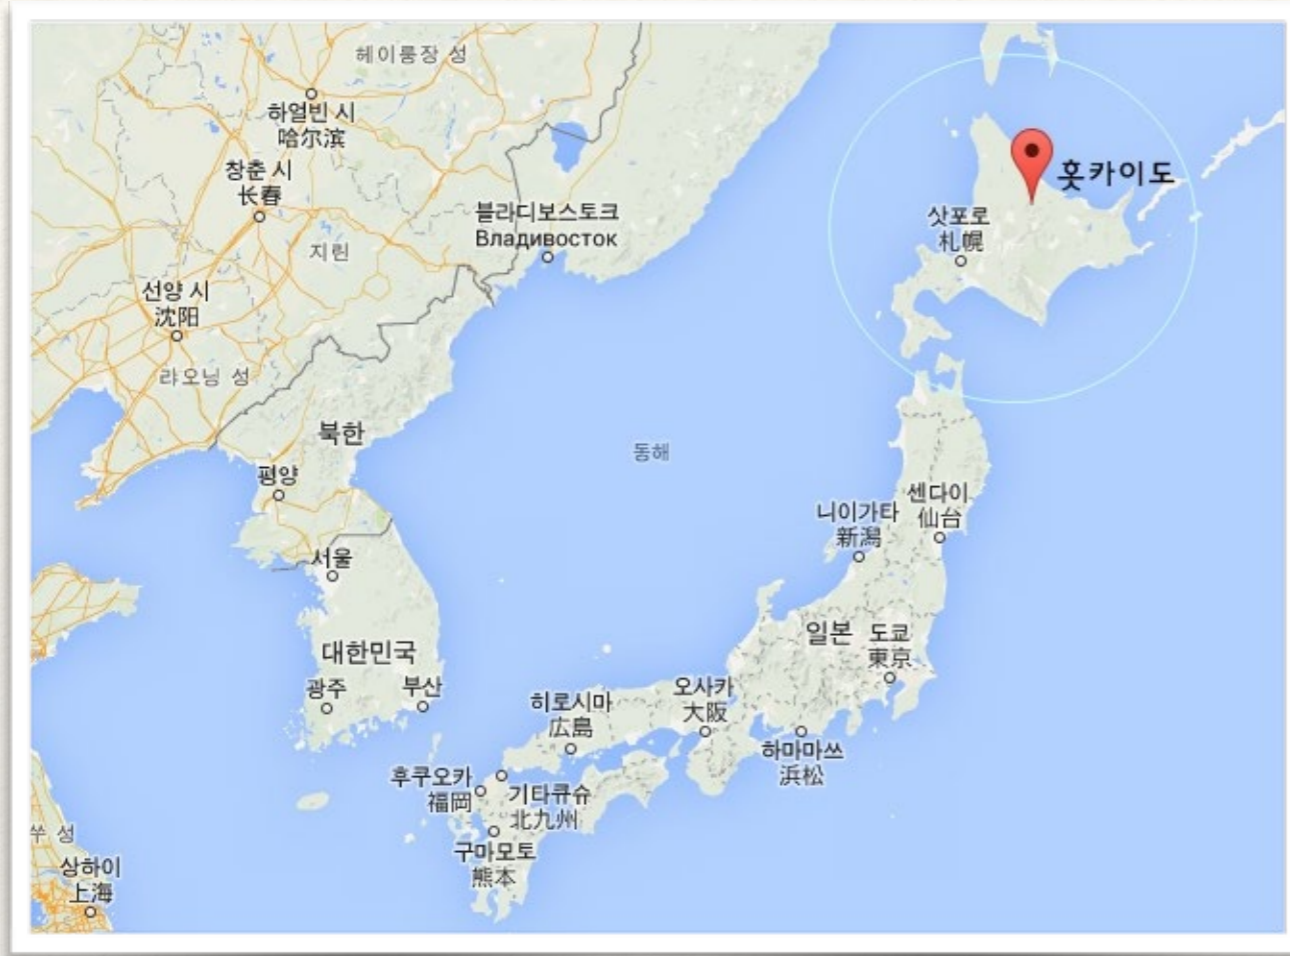 헤이룽장 성
하얼빈 시
哈尔滨
창춘 시
长春
홋카이도
블라디보스토크
Владивосток
삿포로
札幌
지린
선양 시
沈阳
랴오닝 성
북한
동해
평양
센다이
仙台
니이가타
新潟
서울
일본
도쿄
東京
대한민국
광주
부산
오사카
大阪
히로시마
広島
하마마쓰
浜松
후쿠오카
福岡
기타큐슈
北九州
구마모토
熊本
쑤 성
상하이
上海